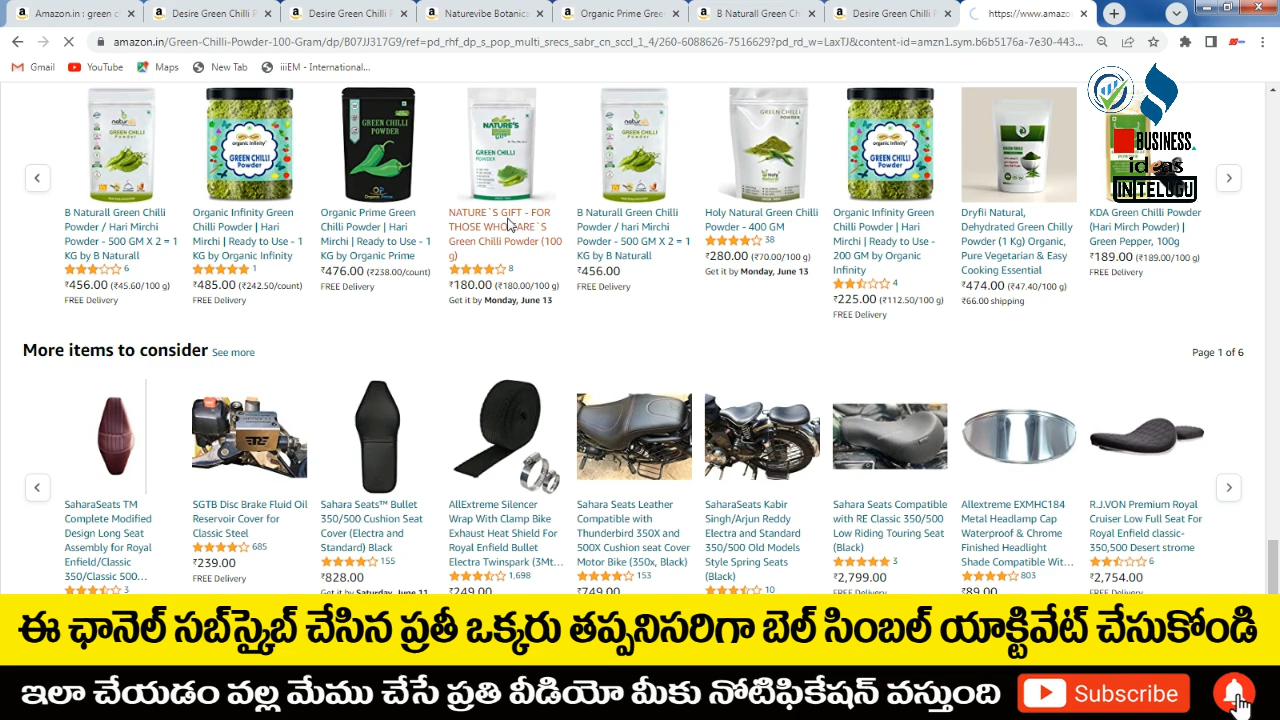 Amazon.in : green c
Desire Green Chilli F
Desire Green Chilli F
Naturevibe Botanica
Organic Prime Gree
B Naturall Green Ch
Desire Green Chilli P
https://www.amazo
amazon.in/Green-Chilli-Powder-100-Gram/dp/B07JJ317G9/ref=pd_rhf_dp_s_pop_multi_srecs_sabr_cn_sccl_1_4/260-6088626-7516629?pd_rd_w=LaxTJ&content-id=amzn1.sym.b6b5176a-7e30-443...
Gmail
YouTube
Maps
New Tab
iiiEM - International...
BUSINESS
ideas
IN TELUGU
B Naturall Green Chilli
Powder / Hari Mirchi
Powder - 500 GM X 2 = 1
KG by B Naturall
6
₹456.00 (₹45.60/100 g)
FREE Delivery
Organic Infinity Green
Chilli Powder | Hari
Mirchi | Ready to Use - 1
KG by Organic Infinity
1
₹485.00 (₹242.50/count)
FREE Delivery
Organic Prime Green
Chilli Powder | Hari
Mirchi | Ready to Use - 1
KG by Organic Prime
₹476.00 (₹238.00/count)
FREE Delivery
NATURE`S GIFT - FOR
THOSE WHO CARE`S
Green Chilli Powder (100
g)
8
₹180.00 (₹180.00/100 g)
Get it by Monday, June 13
B Naturall Green Chilli
Powder / hari Mirchi
Powder - 500 GM X 2 = 1
KG by B Naturall
₹456.00
FREE Delivery
Holy Natural Green Chilli
Powder - 400 GM
38
₹280.00 (₹70.00/100 g)
Get it by Monday, June 13
Organic Infinity Green
Chilli Powder | Hari
Mirchi | Ready to Use -
200 GM by Organic
Infinity
4
₹225.00 (₹112.50/100 g)
FREE Delivery
Dryfii Natural,
Dehydrated Green Chilly
Powder (1 Kg) Organic,
Pure Vegetarian & Easy
Cooking Essential
₹474.00 (₹47.40/100 g)
₹66.00 shipping
KDA Green Chilli Powder
(Hari Mirch Powder) |
Green Pepper, 100g
₹189.00 (₹189.00/100 g)
FREE Delivery
More items to consider See more
Page 1 of 6
SaharaSeats TM
Complete Modified
Design Long Seat
Assembly for Royal
Enfield/Classic
350/Classic 500...
3
SGTB Disc Brake Fluid Oil
Reservoir Cover for
Classic Steel
685
₹239.00
FREE Delivery
Sahara Seats™ Bullet
350/500 Cushion Seat
Cover (Electra and
Standard) Black
155
₹828.00
Get it by Saturday, June 11
AllExtreme Silencer
Wrap With Clamp Bike
Exhaust Heat Shield For
Royal Enfield Bullet
Electra Twinspark (3Mt...
1,698
₹249.00
Sahara Seats Leather
Compatible with
Thunderbird 350X and
500X Cushion seat Cover
Motor Bike (350x, Black)
153
₹749.00
SaharaSeats Kabir
Singh/Arjun Reddy
Electra and Standard
350/500 Old Models
Style Spring Seats
(Black)
10
Sahara Seats Compatible
with RE Classic 350/500
Low Riding Touring Seat
(Black)
3
₹2,799.00
FREE Delivery
Allextreme EXMHC184
Metal Headlamp Cap
Waterproof & Chrome
Finished Headlight
Shade Compatible Wit...
803
₹89.00
R.J.VON Premium Royal
Cruiser Low Full Seat For
Royal Enfield classic-
350,500 Desert strome
6
₹2,754.00
FREE Delivery
ఈ ఛానెల్ సబ్‌స్క్రైబ్ చేసిన ప్రతీ ఒక్కరు తప్పనిసరిగా బెల్ సింబల్ యాక్టివేట్ చేసుకోండి
ఇలా చేయడం వల్ల మేము చేసే ప్రతి వీడియో మీకు నోటిఫికేషన్ వస్తుంది
Subscribe